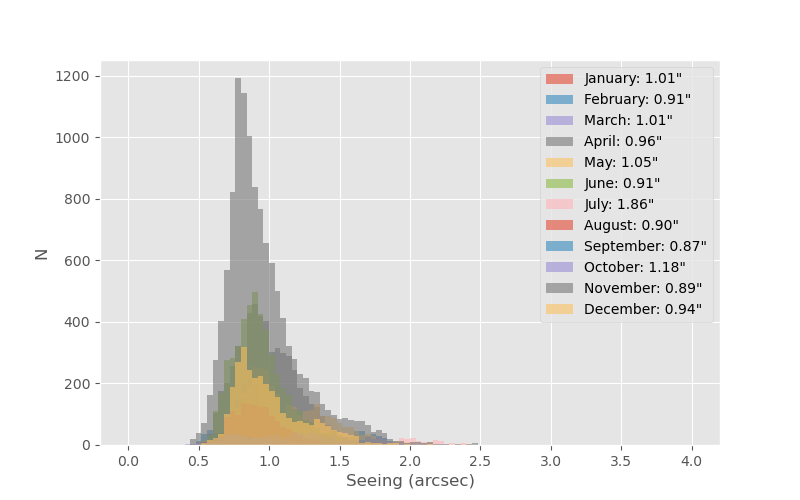 1200
1000
800
600
400
200
0
N
0.0 0.5 1.0 1.5 2.0 2.5 3.0 3.5 4.0
Seeing (arcsec)
January: 1.01"
February: 0.91"
March: 1.01"
April: 0.96"
May: 1.05"
June: 0.91"
July: 1.86"
August: 0.90"
September: 0.87"
October: 1.18"
November: 0.89"
December: 0.94"